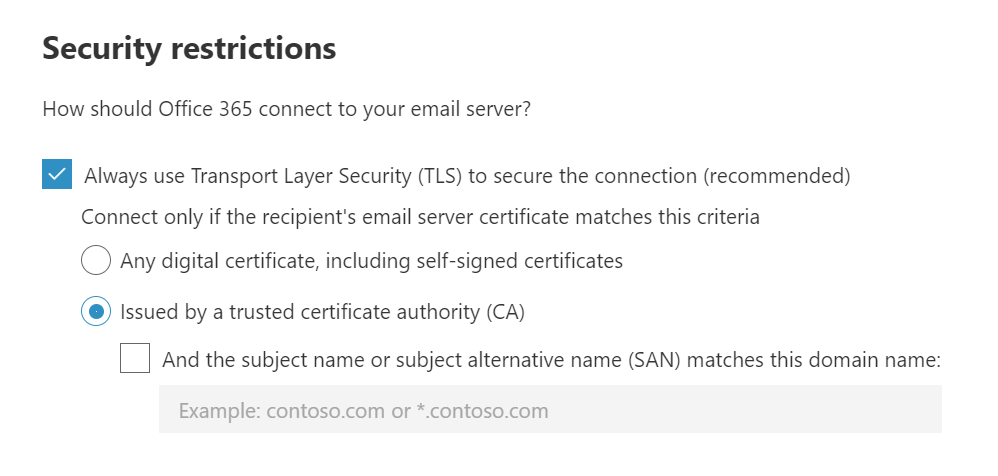 Security restrictions
How should Office 365 connect to your email server?
Always use Transport Layer Security (TLS) to secure the connection (recommended)
Connect only if the recipient's email server certificate matches this criteria
Any digital certificate, including self-signed certificates
Issued by a trusted certificate authority (CA)
And the subject name or subject alternative name (SAN) matches this domain name:
Example: contoso.com or *.contoso.com